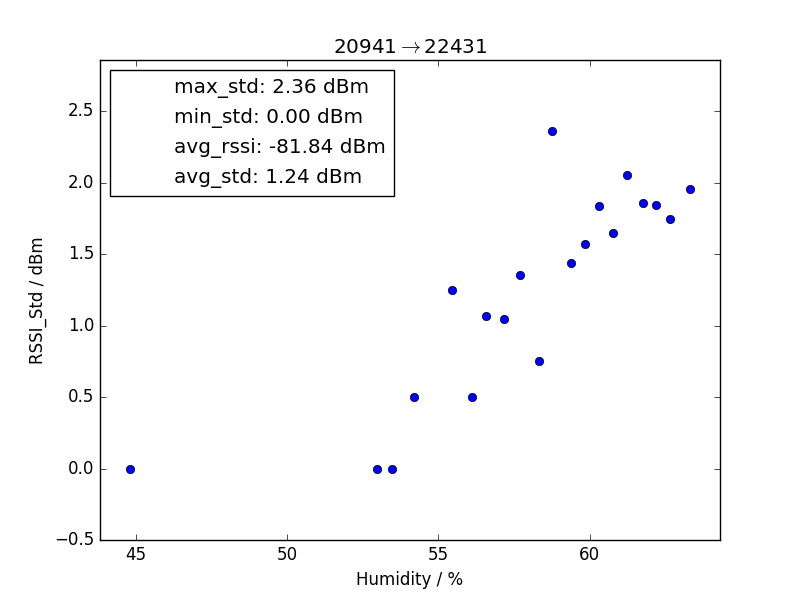 20941→22431
max_std: 2.36 dBm
min_std: 0.00 dBm
avg_rssi: -81.84 dBm
avg_std: 1.24 dBm
2.5
2.0
1.5
1.0
0.5
0.0
−0.5
RSSI_Std / dBm
45 50 55 60
Humidity / %